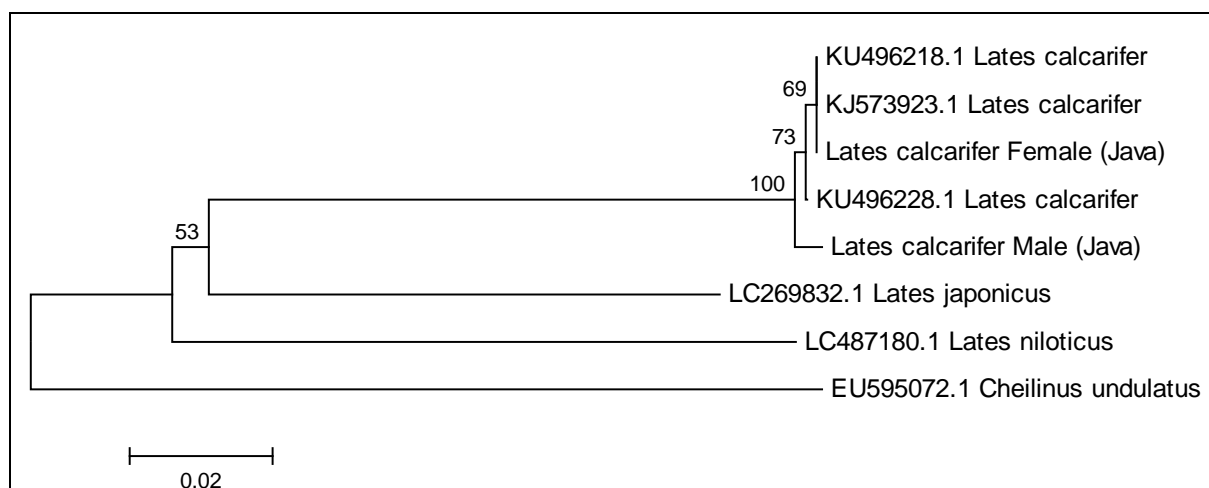 KU496218.1 Lates calcarifer
69
KJ573923.1 Lates calcarifer
73
Lates calcarifer Female (Java)
100
KU496228.1 Lates calcarifer
53
Lates calcarifer Male (Java)
LC269832.1 Lates japonicus
LC487180.1 Lates niloticus
EU595072.1 Cheilinus undulatus
0.02